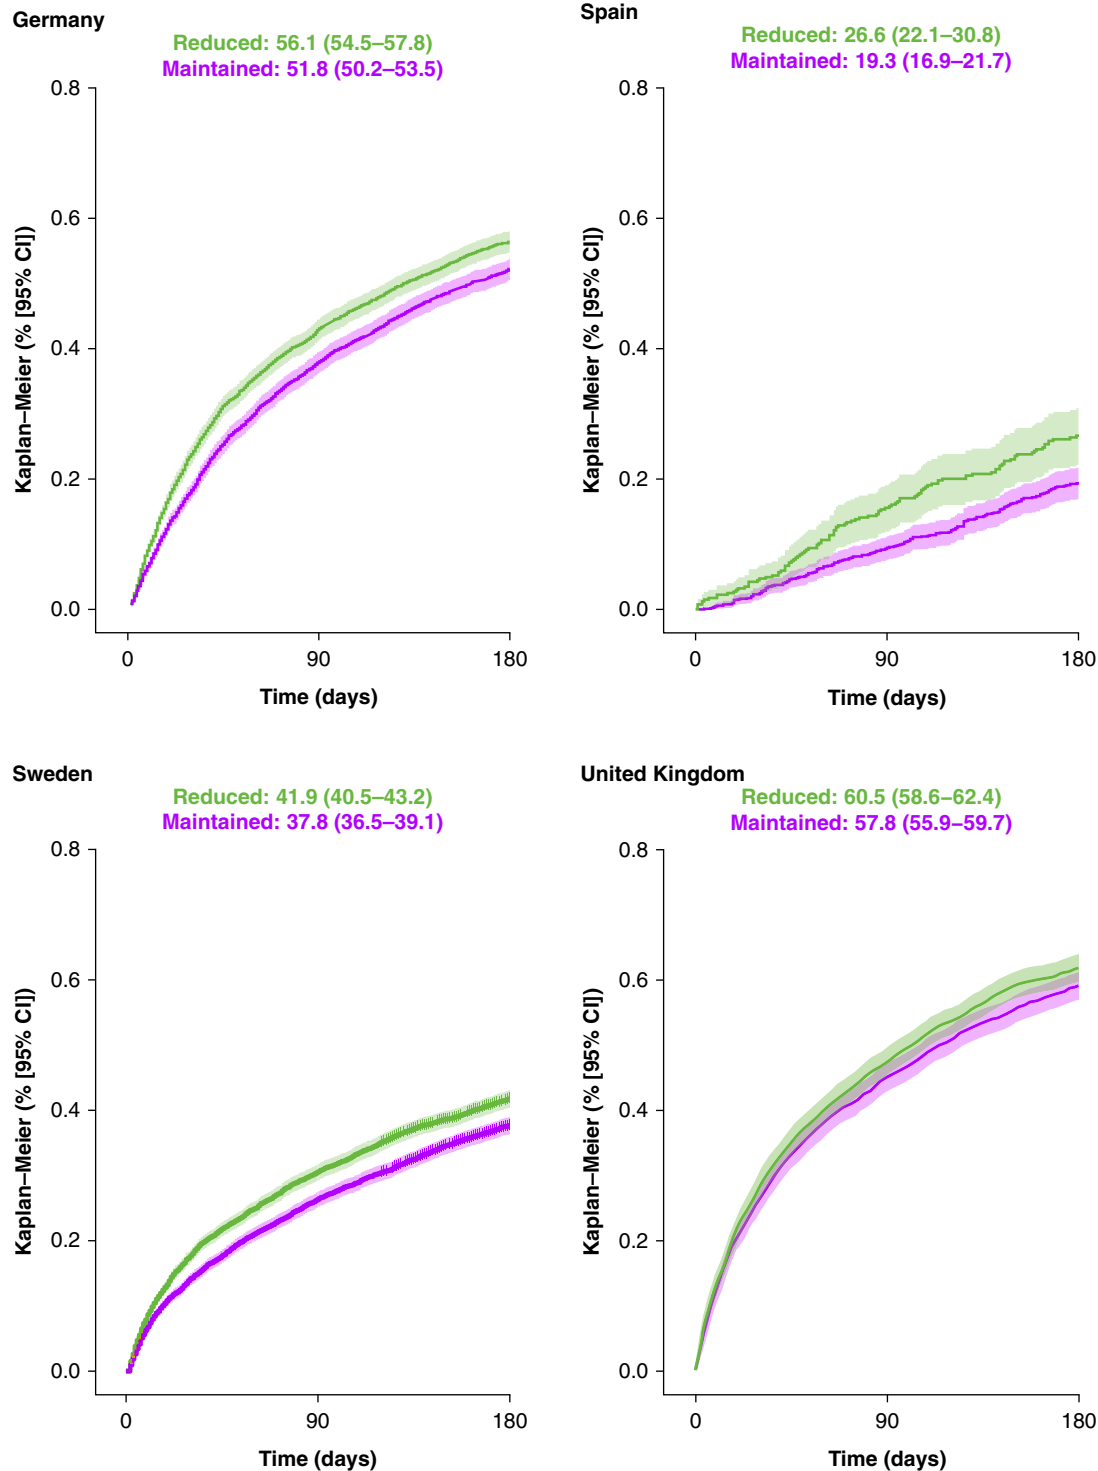 Germany
Reduced: 56.1 (54.5–57.8)
Maintained: 51.8 (50.2–53.5)
Kaplan–Meier (% [95% CI])
0.8
0.6
0.4
0.2
0.0
0
90
180
Time (days)
Spain
Reduced: 26.6 (22.1–30.8)
Maintained: 19.3 (16.9–21.7)
Kaplan–Meier (% [95% CI])
0.8
0.6
0.4
0.2
0.0
0
90
180
Time (days)
Sweden
Reduced: 41.9 (40.5–43.2)
Maintained: 37.8 (36.5–39.1)
Kaplan–Meier (% [95% CI])
0.8
0.6
0.4
0.2
0.0
0
90
180
Time (days)
United Kingdom
Reduced: 60.5 (58.6–62.4)
Maintained: 57.8 (55.9–59.7)
Kaplan–Meier (% [95% CI])
0.8
0.6
0.4
0.2
0.0
0
90
180
Time (days)